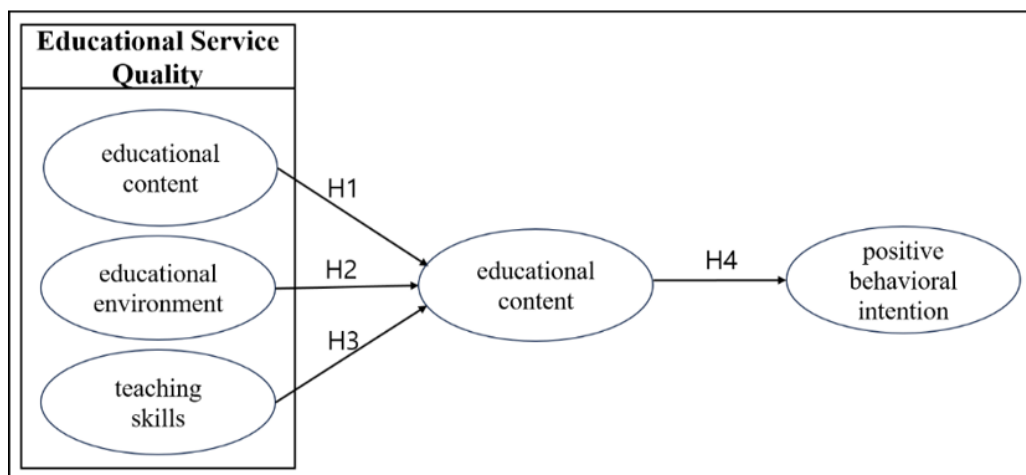 Educational Service
Quality
educational
content
H1
educational
environment
H2
teaching
skills
H3
educational
content
H4
positive
behavioral
intention